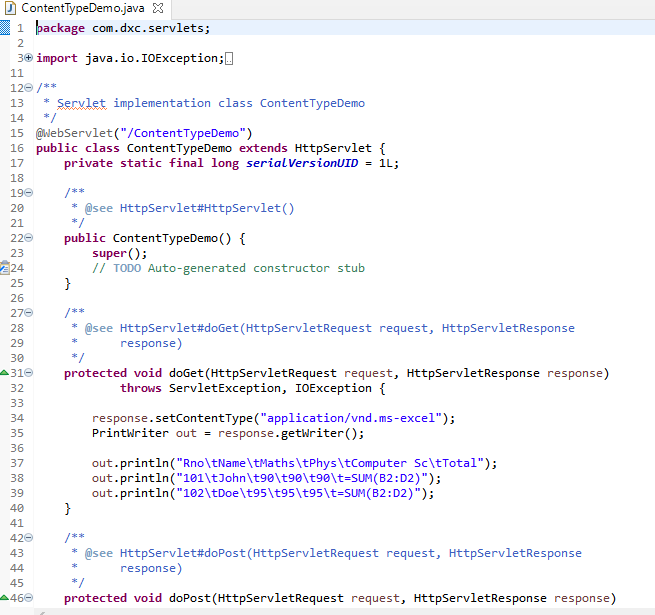 ContentTypeDemo.java
1 package com.dxc.servlets;
2
3 import java.io.IOException;
11
12 /**
13 * Servlet implementation class ContentTypeDemo
14 */
15 @WebServlet("/ContentTypeDemo")
16 public class ContentTypeDemo extends HttpServlet {
17 private static final long serialVersionUID = 1L;
18
19 /**
20 * @see HttpServlet#HttpServlet()
21 */
22 public ContentTypeDemo() {
23 super();
24 // TODO Auto-generated constructor stub
25 }
26
27 /**
28 * @see HttpServlet#doGet(HttpServletRequest request, HttpServletResponse
29 * response)
30 */
31 protected void doGet(HttpServletRequest request, HttpServletResponse response)
32 throws ServletException, IOException {
33
34 response.setContentType("application/vnd.ms-excel");
35 PrintWriter out = response.getWriter();
36
37 out.println("Rno\tName\tMaths\tPhys\tComputer Sc\tTotal");
38 out.println("101\tJohn\t90\t90\t90\t=SUM(B2:D2)");
39 out.println("102\tDoe\t95\t95\t95\t=SUM(B2:D2)");
40 }
41
42 /**
43 * @see HttpServlet#doPost(HttpServletRequest request, HttpServletResponse
44 * response)
45 */
46 protected void doPost(HttpServletRequest request, HttpServletResponse response)